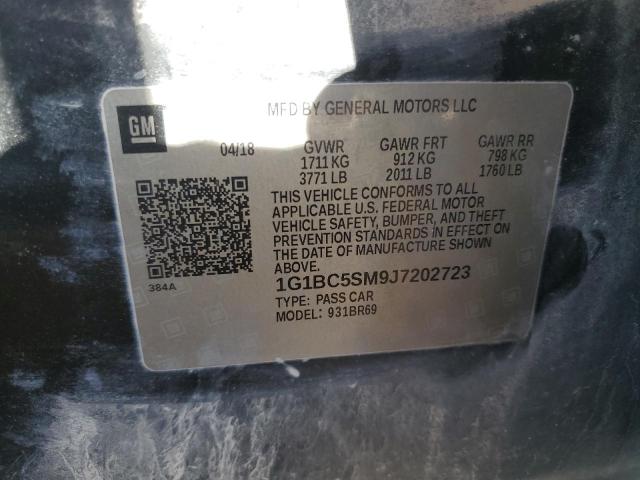 MFD BY GENERAL MOTORS LLC
GM
04/18 GVWR GAWR FRT GAWR RR
1711 KG 912 KG 798 KG
3771 LB 2011 LB 1760 LB
THIS VEHICLE CONFORMS TO ALL
APPLICABLE U.S. FEDERAL MOTOR
VEHICLE SAFETY, BUMPER, AND THEFT
PREVENTION STANDARDS IN EFFECT ON
THE DATE OF MANUFACTURE SHOWN
ABOVE.
384A
1G1BC5SM9J7202723
TYPE: PASS CAR
MODEL: 931BR69